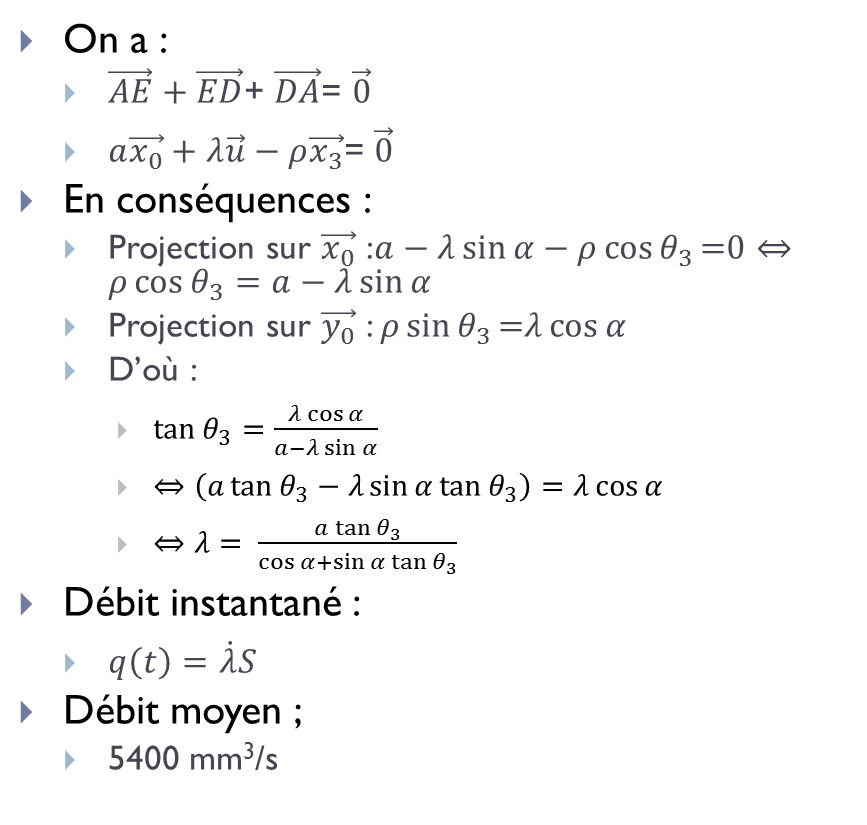 On a :
$\overrightarrow{AE} + \overrightarrow{ED} + \overrightarrow{DA} = \vec{0}$
$a\overrightarrow{x_0} + \lambda\vec{u} - \rho\overrightarrow{x_3} = \vec{0}$
En conséquences :
Projection sur $\overrightarrow{x_0}$ : $a - \lambda \sin \alpha - \rho \cos \theta_3 = 0 \Leftrightarrow$
$\rho \cos \theta_3 = a - \lambda \sin \alpha$
Projection sur $\overrightarrow{y_0}$ : $\rho \sin \theta_3 = \lambda \cos \alpha$
D’où :
$\tan \theta_3 = \frac{\lambda \cos \alpha}{a - \lambda \sin \alpha}$
$\Leftrightarrow (a \tan \theta_3 - \lambda \sin \alpha \tan \theta_3) = \lambda \cos \alpha$
$\Leftrightarrow \lambda = \frac{a \tan \theta_3}{\cos \alpha + \sin \alpha \tan \theta_3}$
Débit instantané :
$q(t) = \dot{\lambda} S$
Débit moyen ;
5400 mm³/s